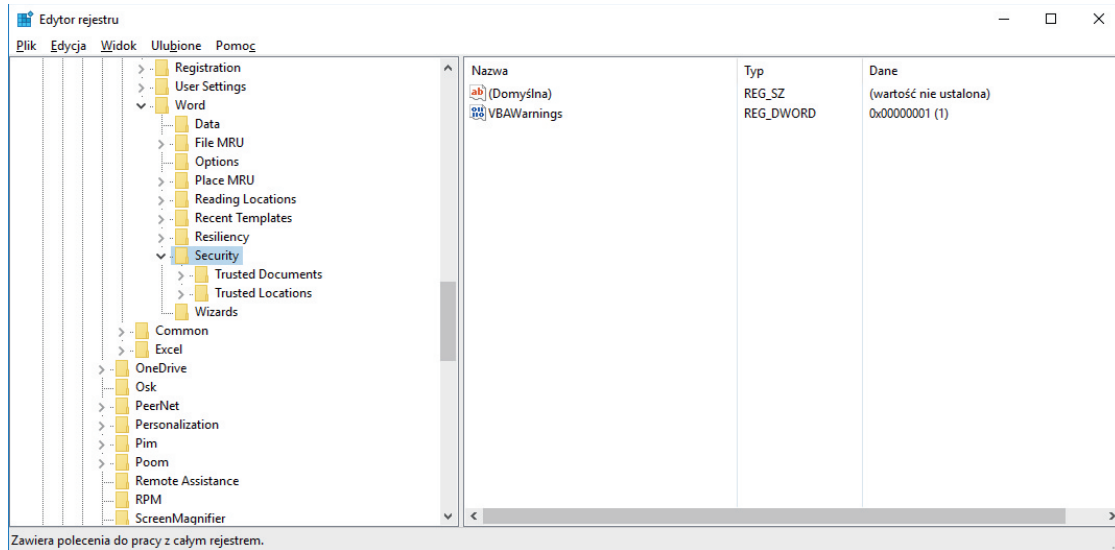 Edytor rejestru
Plik Edycja Widok Ulubione Pomoc
Registration
User Settings
Word
Data
File MRU
Options
Place MRU
Reading Locations
Recent Templates
Resiliency
Security
Trusted Documents
Trusted Locations
Wizards
Common
Excel
OneDrive
Osk
PeerNet
Personalization
Pim
Poom
Remote Assistance
RPM
ScreenMagnifier
Nazwa Typ Dane
(Domyślna) REG_SZ (wartość nie ustalona)
VBAWarnings REG_DWORD 0x00000001 (1)
Zawiera polecenia do pracy z całym rejestrem.